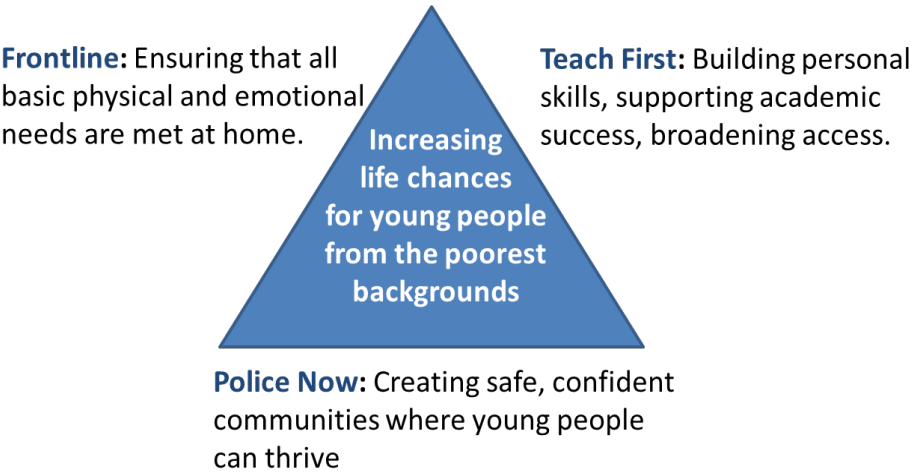 Frontline: Ensuring that all
basic physical and emotional
needs are met at home.
Teach First: Building personal
skills, supporting academic
success, broadening access.
Increasing
life chances
for young people
from the poorest
backgrounds
Police Now: Creating safe, confident
communities where young people
can thrive